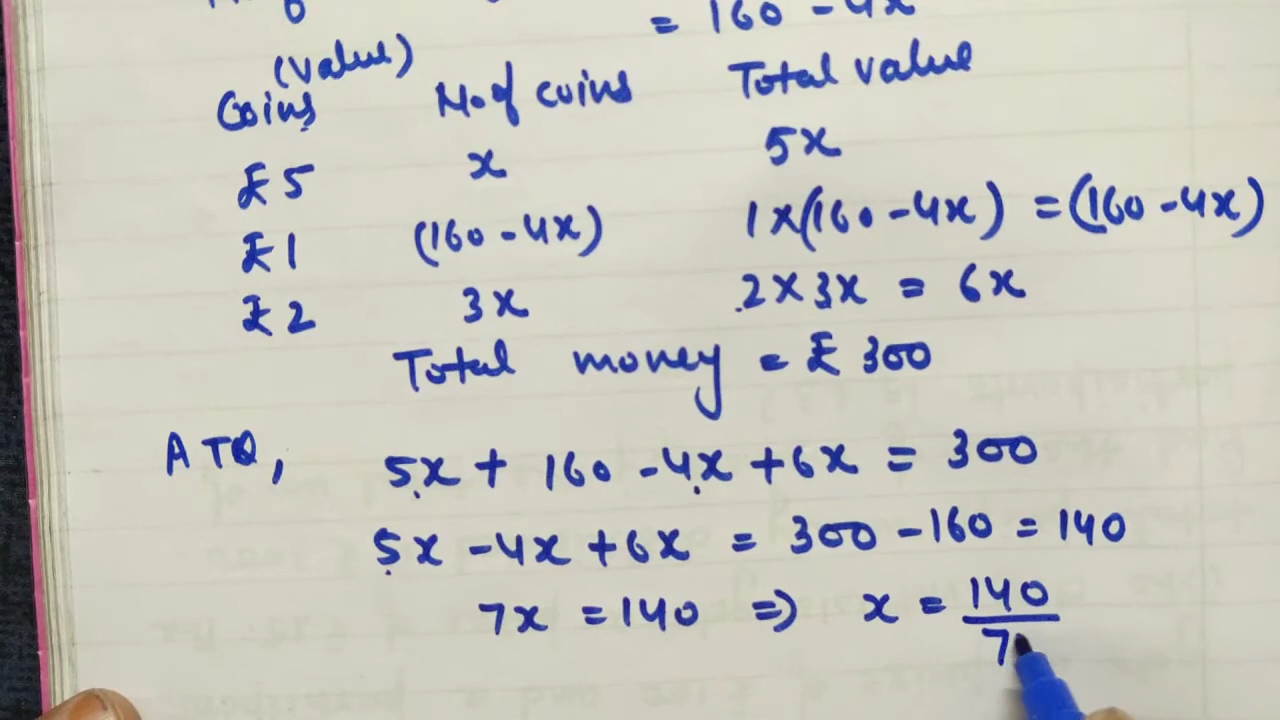 = 160 - 4x
(value)
Coins No. of coins Total value
₤5 x 5x
₤1 (160 - 4x) 1x(160 - 4x) = (160 - 4x)
₤2 3x 2x3x = 6x
Total money = ₤ 300
ATQ, 5x + 160 - 4x + 6x = 300
5x - 4x + 6x = 300 - 160 = 140
7x = 140 => x = 140/7